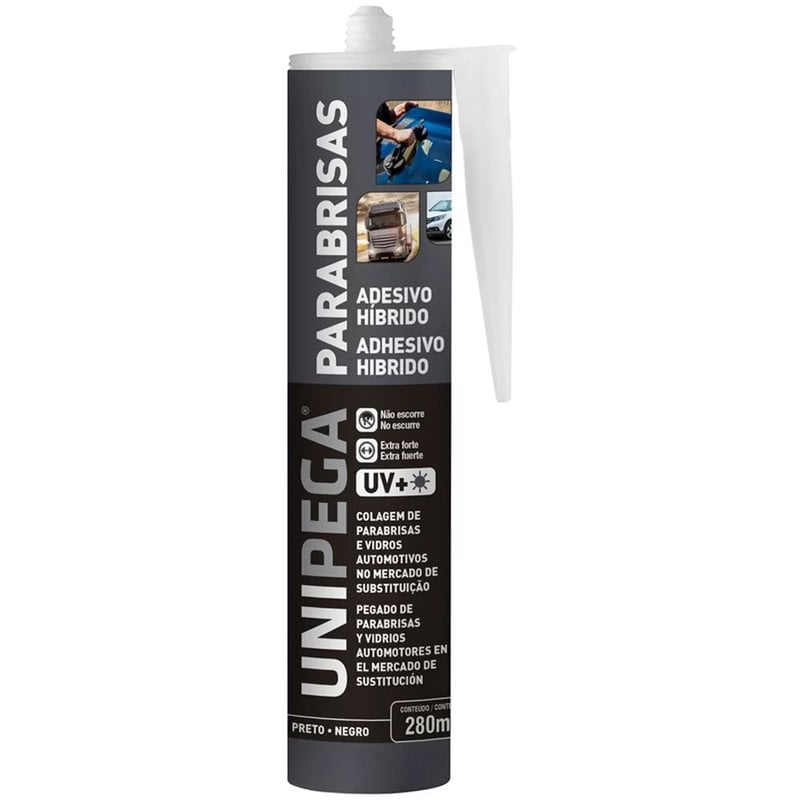 UNIPEGA®
PARABRISAS
ADESIVO
HÍBRIDO
ADHESIVO
HIBRIDO
Não escorre
No escurre
Extra forte
Extra fuerte
UV+
COLAGEM DE
PARABRISAS
E VIDROS
AUTOMOTIVOS
NO MERCADO DE
SUBSTITUIÇÃO
PEGADO DE
PARABRISAS
Y VIDRIOS
AUTOMOTORES EN
EL MERCADO DE
SUSTITUCIÓN
PRETO • NEGRO
CONTEÚDO / CONTE
280m